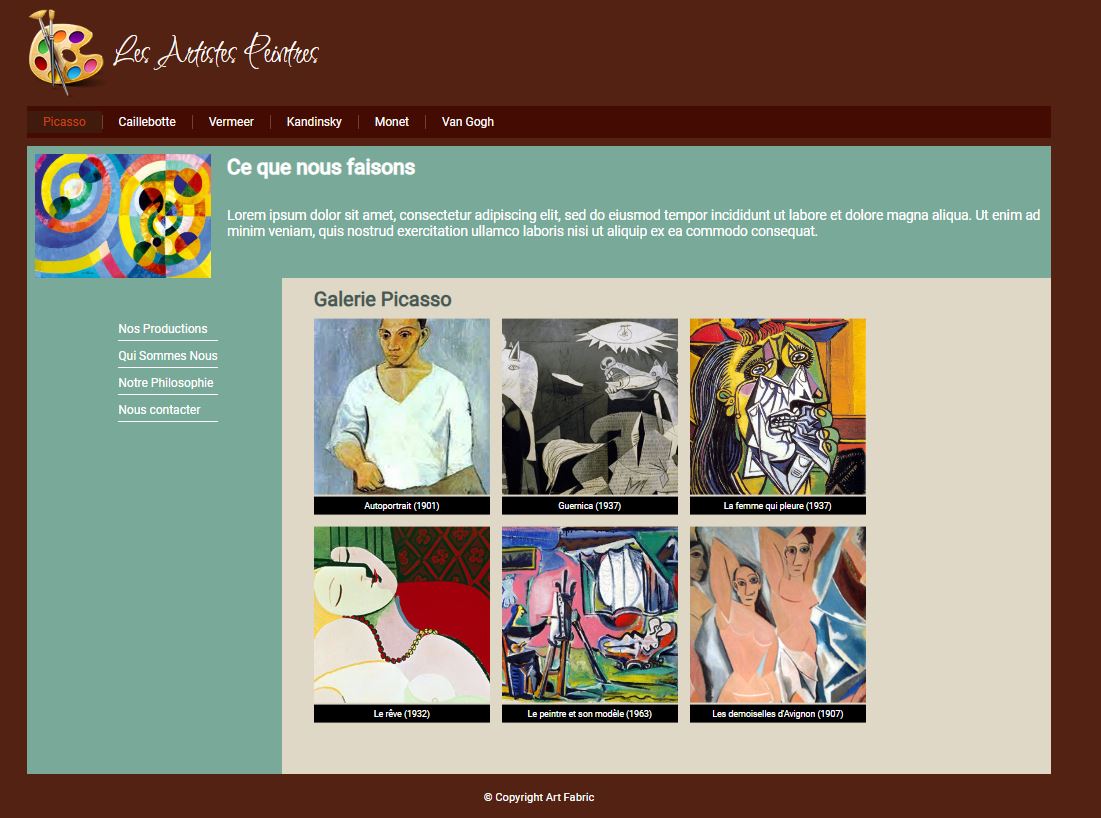 Les Artistes Peintres
Picasso
Caillebotte
Vermeer
Kandinsky
Monet
Van Gogh
Ce que nous faisons
Lorem ipsum dolor sit amet, consectetur adipiscing elit, sed do eiusmod tempor incididunt ut labore et dolore magna aliqua. Ut enim ad
minim veniam, quis nostrud exercitation ullamco laboris nisi ut aliquip ex ea commodo consequat.
Nos Productions
Qui Sommes Nous
Notre Philosophie
Nous contacter
Galerie Picasso
Autoportrait (1901)
Guernica (1937)
La femme qui pleure (1937)
Le rêve (1932)
Le peintre et son modèle (1963)
Les demoiselles d'Avignon (1907)
© Copyright Art Fabric